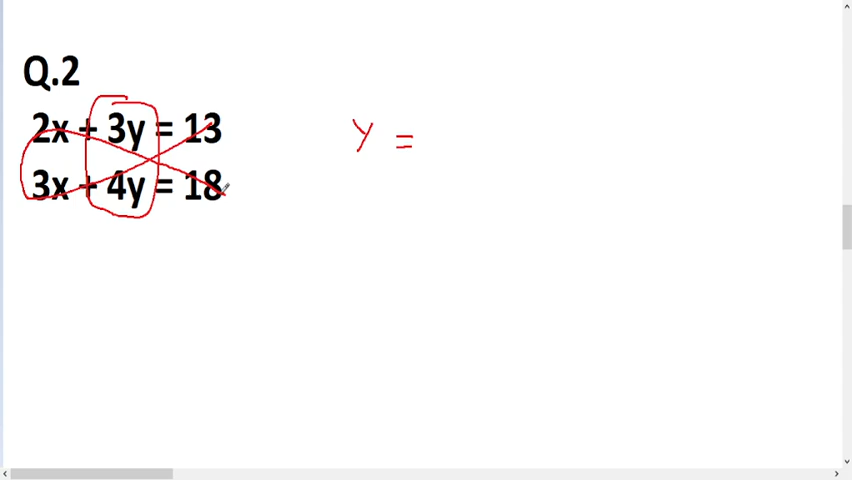 Q.2
2x + 3y = 13
3x + 4y = 18
y =